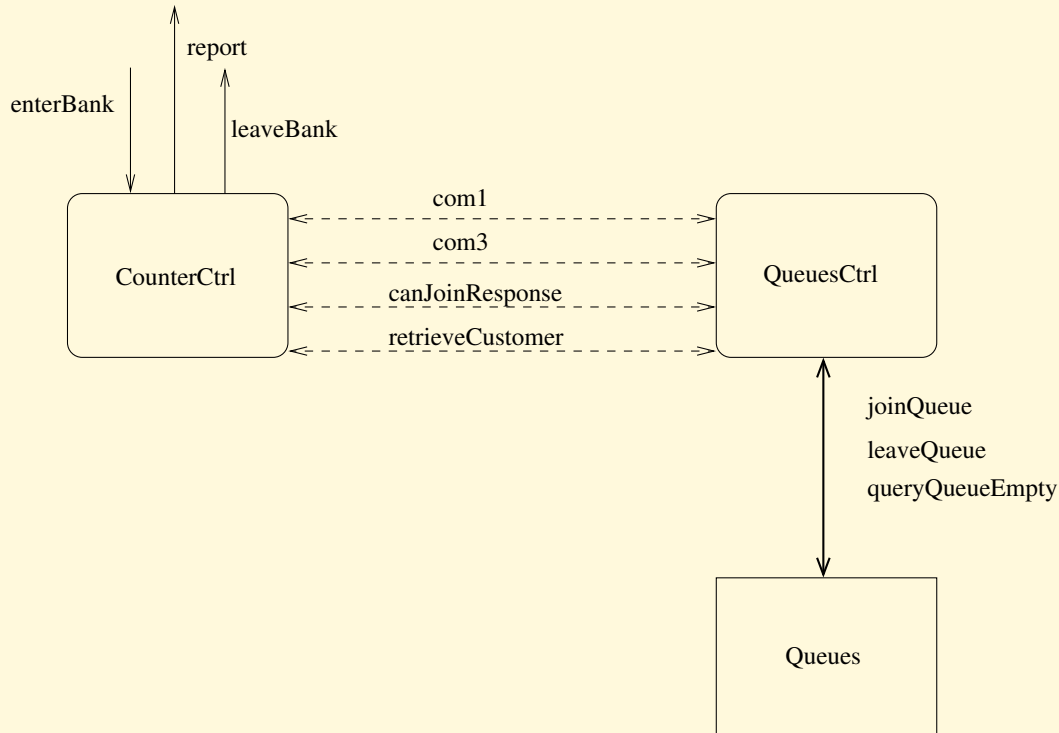 report
enterBank
leaveBank
com1
com3
CounterCtrl
QueuesCtrl
canJoinResponse
retrieveCustomer
joinQueue
leaveQueue
queryQueueEmpty
Queues